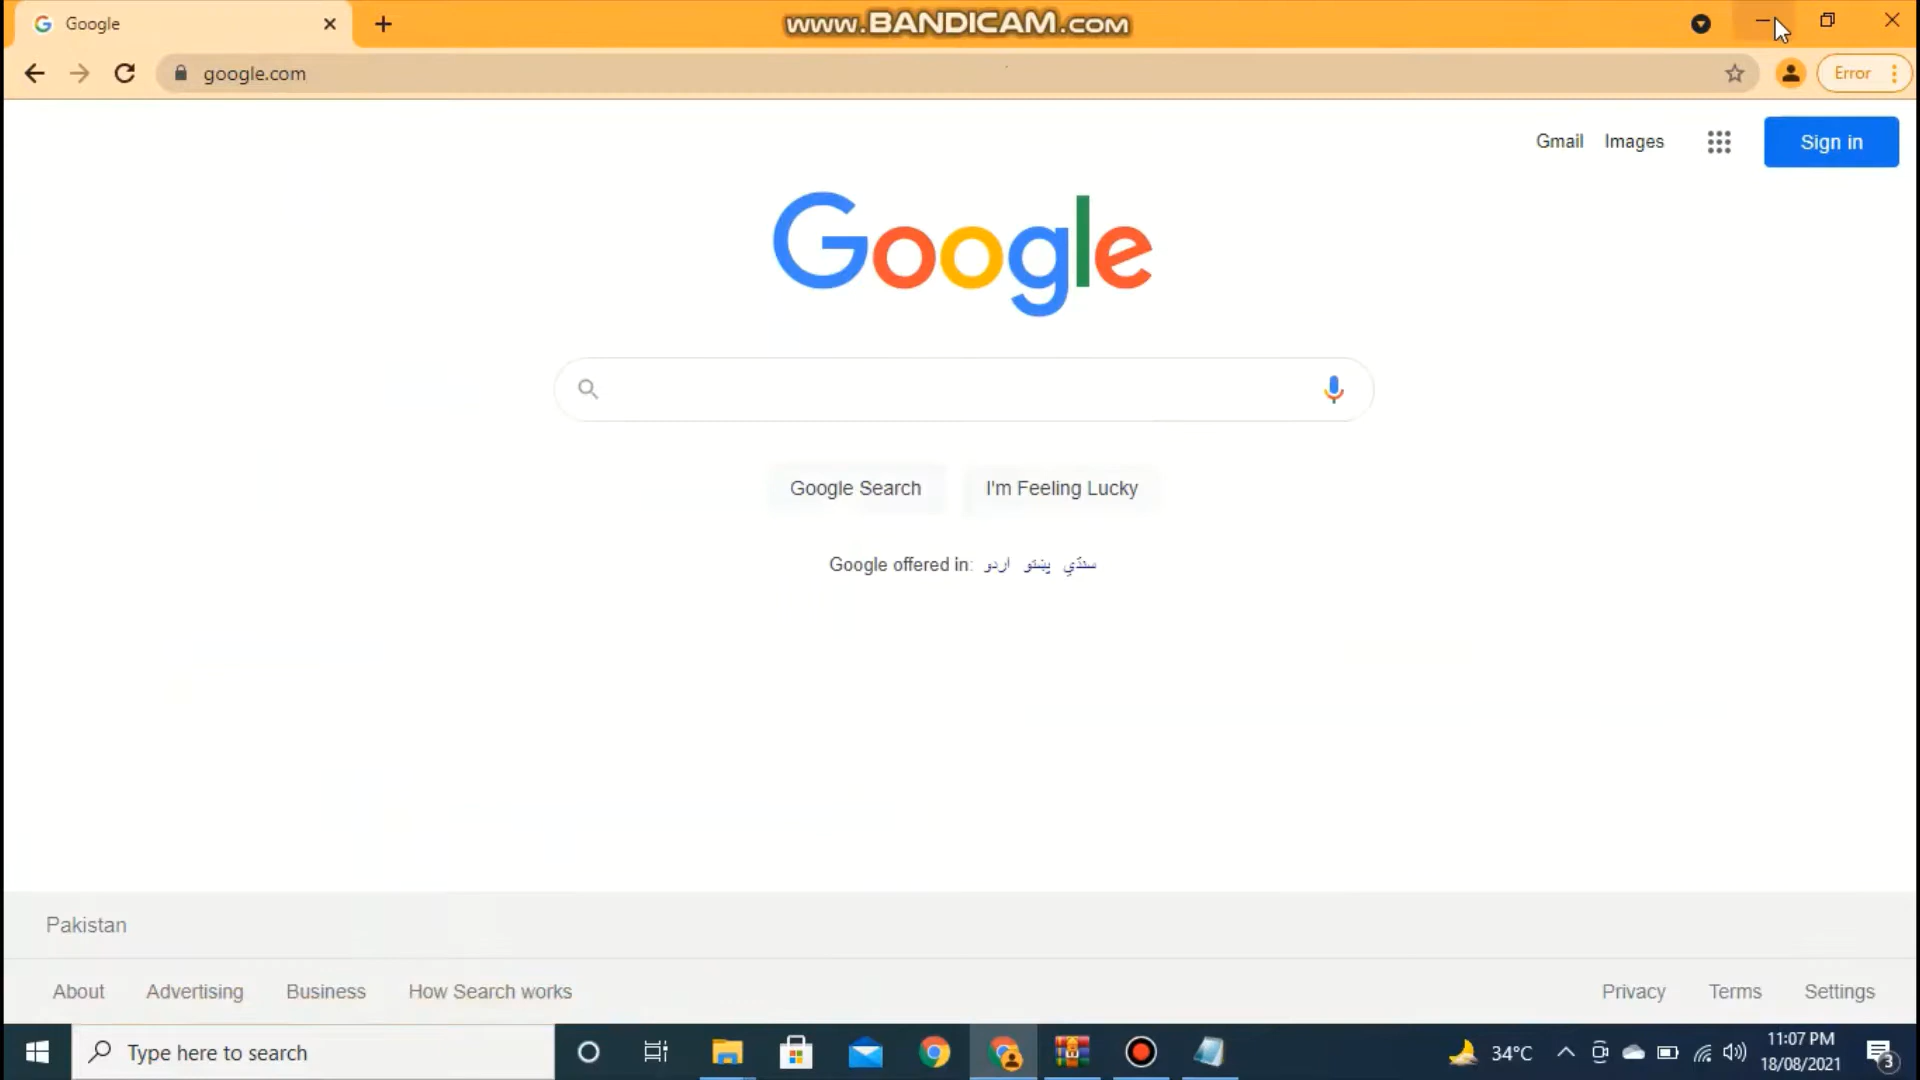 Google
www.BANDICAM.com
google.com
Error
Gmail Images
Sign in
Google
Google Search I'm Feeling Lucky
Google offered in: اردو پښتو سنڌي
Pakistan
About Advertising Business How Search works
Privacy Terms Settings
Type here to search
34°C
11:07 PM
18/08/2021
3